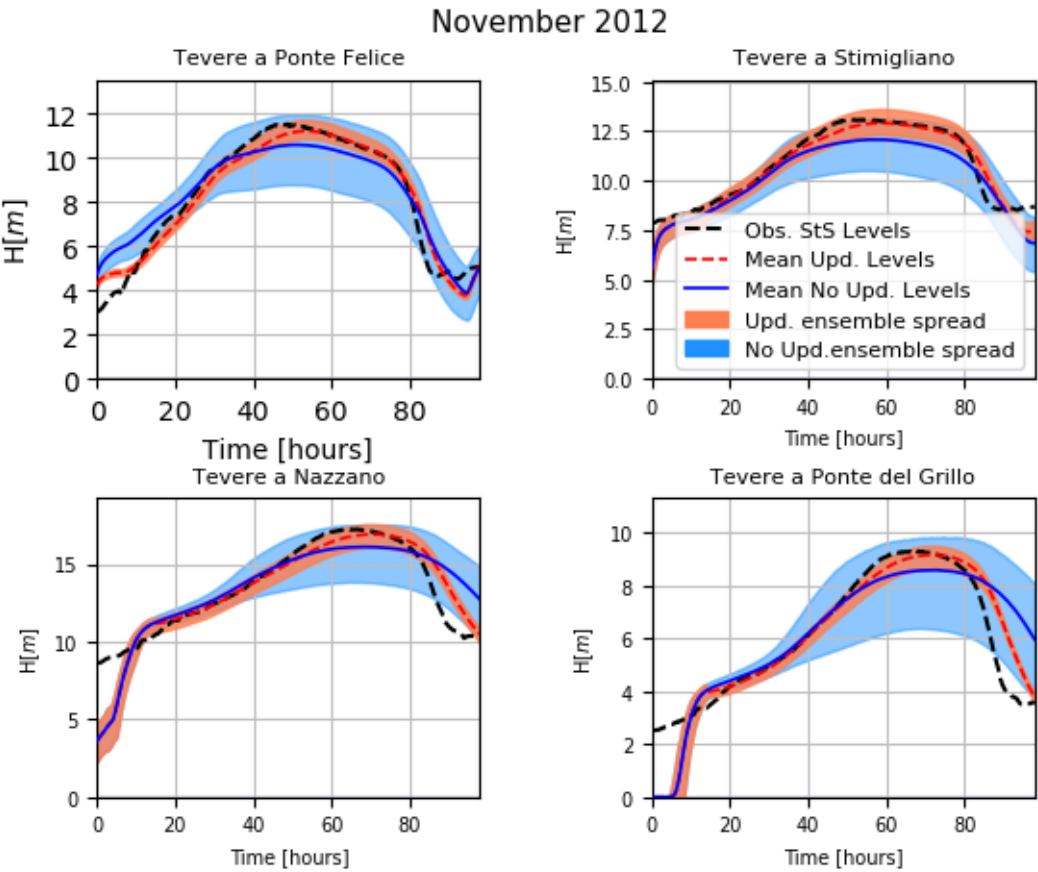 November 2012
Tevere a Ponte Felice
H[m]
12
10
8
6
4
2
0
0 20 40 60 80
Time [hours]
Tevere a Stimigliano
H[m]
15.0
12.5
10.0
7.5
5.0
2.5
0.0
Obs. StS Levels
Mean Upd. Levels
Mean No Upd. Levels
Upd. ensemble spread
No Upd.ensemble spread
0 20 40 60 80
Time [hours]
Tevere a Nazzano
H[m]
15
10
5
0
0 20 40 60 80
Time [hours]
Tevere a Ponte del Grillo
H[m]
10
8
6
4
2
0
0 20 40 60 80
Time [hours]